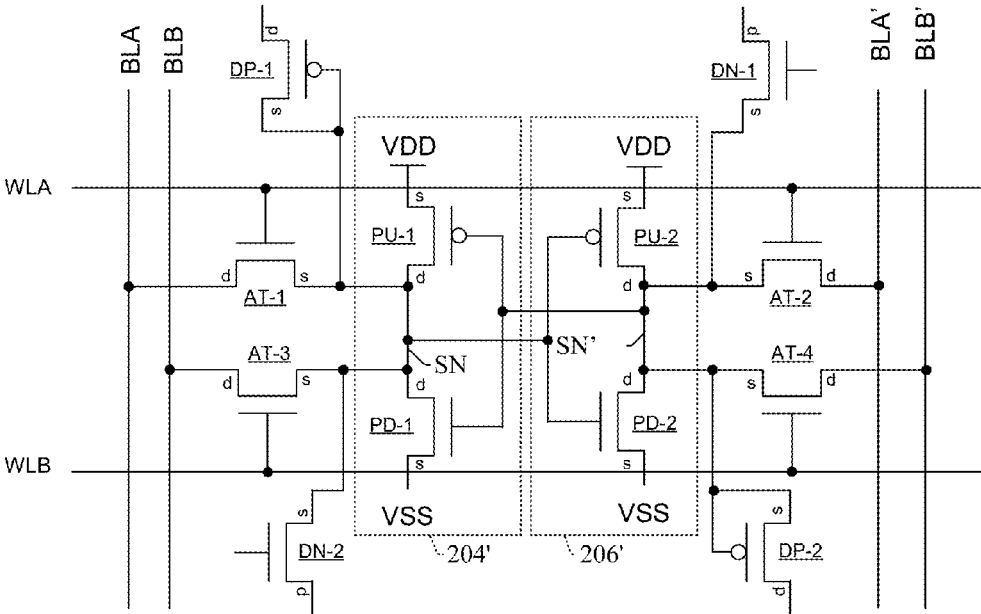 BLA
BLB
d
DP-1
s
d
DN-1
s
BLA'
BLB'
VDD
VDD
WLA
s
s
PU-1
PU-2
d
s
d
d
s
d
AT-1
AT-2
AT-3
SN
SN'
AT-4
d
s
d
d
s
d
PD-1
PD-2
WLB
s
s
VSS
VSS
s
s
DN-2
204'
206'
DP-2
d
d